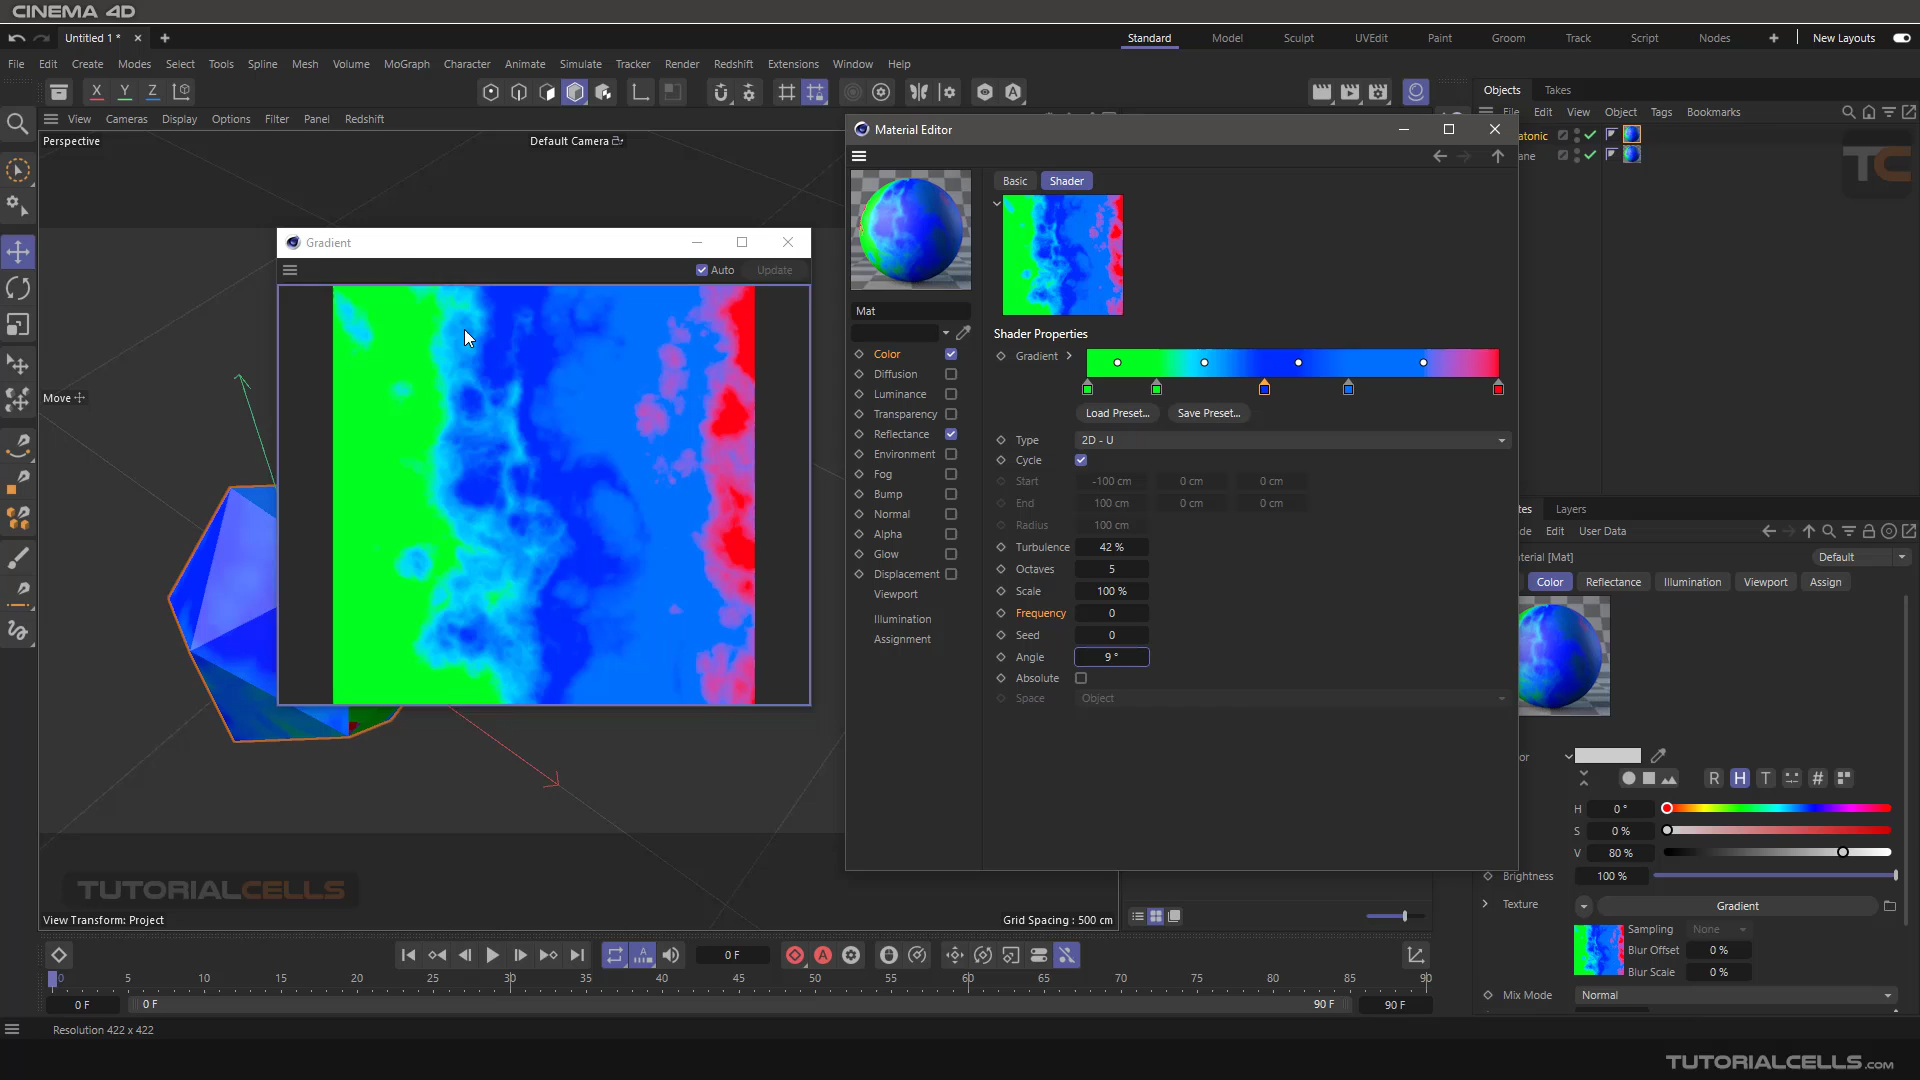 CINEMA 4D
Untitled 1 *
Standard
Model
Sculpt
UVEdit
Paint
Groom
Track
Script
Nodes
New Layouts
File Edit Create Modes Select Tools Spline Mesh Volume MoGraph Character Animate Simulate Tracker Render Redshift Extensions Window Help
X Y Z
Objects Takes
View Cameras Display Options Filter Panel Redshift
File Edit View Object Tags Bookmarks
Perspective
Default Camera
Material Editor
atonic
ane
TC
Basic Shader
Gradient
Auto Update
Mat
Shader Properties
Gradient
Load Preset... Save Preset...
Color
Diffusion
Luminance
Transparency
Reflectance
Environment
Fog
Bump
Normal
Alpha
Glow
Displacement
Viewport
Illumination
Assignment
Type 2D - U
Cycle
Start -100 cm 0 cm 0 cm
End 100 cm 0 cm 0 cm
Radius 100 cm
Turbulence 42 %
Octaves 5
Scale 100 %
Frequency 0
Seed 0
Angle 9 °
Absolute
Space Object
Move
tes Layers
de Edit User Data
terial [Mat]
Default
Color Reflectance Illumination Viewport Assign
or
R H T #
H 0 °
S 0 %
V 80 %
Brightness 100 %
Texture Gradient
Sampling None
Blur Offset 0 %
Blur Scale 0 %
Mix Mode Normal
TUTORIALCELLS
View Transform: Project
Grid Spacing : 500 cm
0 F
0 5 10 15 20 25 30 35 40 45 50 55 60 65 70 75 80 85 90
0 F 0 F 90 F 90 F
Resolution 422 x 422
TUTORIALCELLS.com